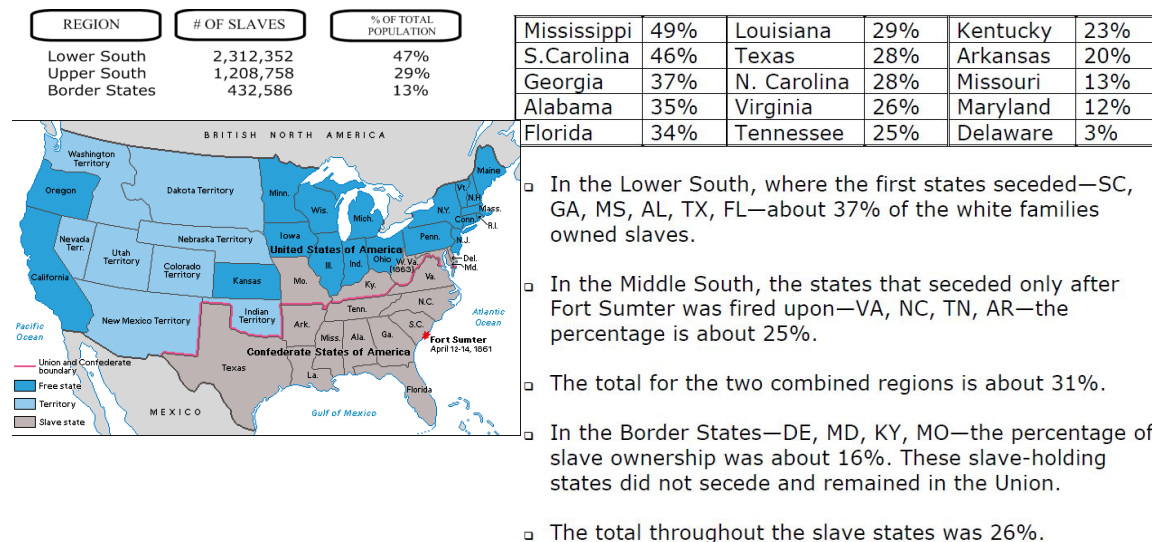 REGION # OF SLAVES % OF TOTAL POPULATION
Lower South 2,312,352 47%
Upper South 1,208,758 29%
Border States 432,586 13%
Mississippi 49% Louisiana 29% Kentucky 23%
S.Carolina 46% Texas 28% Arkansas 20%
Georgia 37% N. Carolina 28% Missouri 13%
Alabama 35% Virginia 26% Maryland 12%
Florida 34% Tennessee 25% Delaware 3%
BRITISH NORTH AMERICA
Washington
Territory
Oregon
Dakota Territory
Minn.
Wis.
Mich.
Maine
Vt.
N.H.
Mass.
N.Y.
Conn.
R.I.
Nevada
Terr.
Utah
Territory
Nebraska Territory
Iowa
Penn.
N.J.
United States of America
California
Colorado
Territory
Kansas
Mo.
Ill.
Ind.
Ohio
W. Va.
(1863)
Del.
Md.
Va.
Ky.
New Mexico Territory
Indian
Territory
Ark.
Tenn.
N.C.
Atlantic
Ocean
S.C.
Miss.
Ala.
Ga.
Fort Sumter
April 12-14, 1861
Pacific
Ocean
Confederate States of America
Texas
La.
Florida
Union and Confederate
boundary
Free state
Territory
Slave state
MEXICO
Gulf of Mexico
In the Lower South, where the first states seceded—SC,
GA, MS, AL, TX, FL—about 37% of the white families
owned slaves.
In the Middle South, the states that seceded only after
Fort Sumter was fired upon—VA, NC, TN, AR—the
percentage is about 25%.
The total for the two combined regions is about 31%.
In the Border States—DE, MD, KY, MO—the percentage of
slave ownership was about 16%. These slave-holding
states did not secede and remained in the Union.
The total throughout the slave states was 26%.